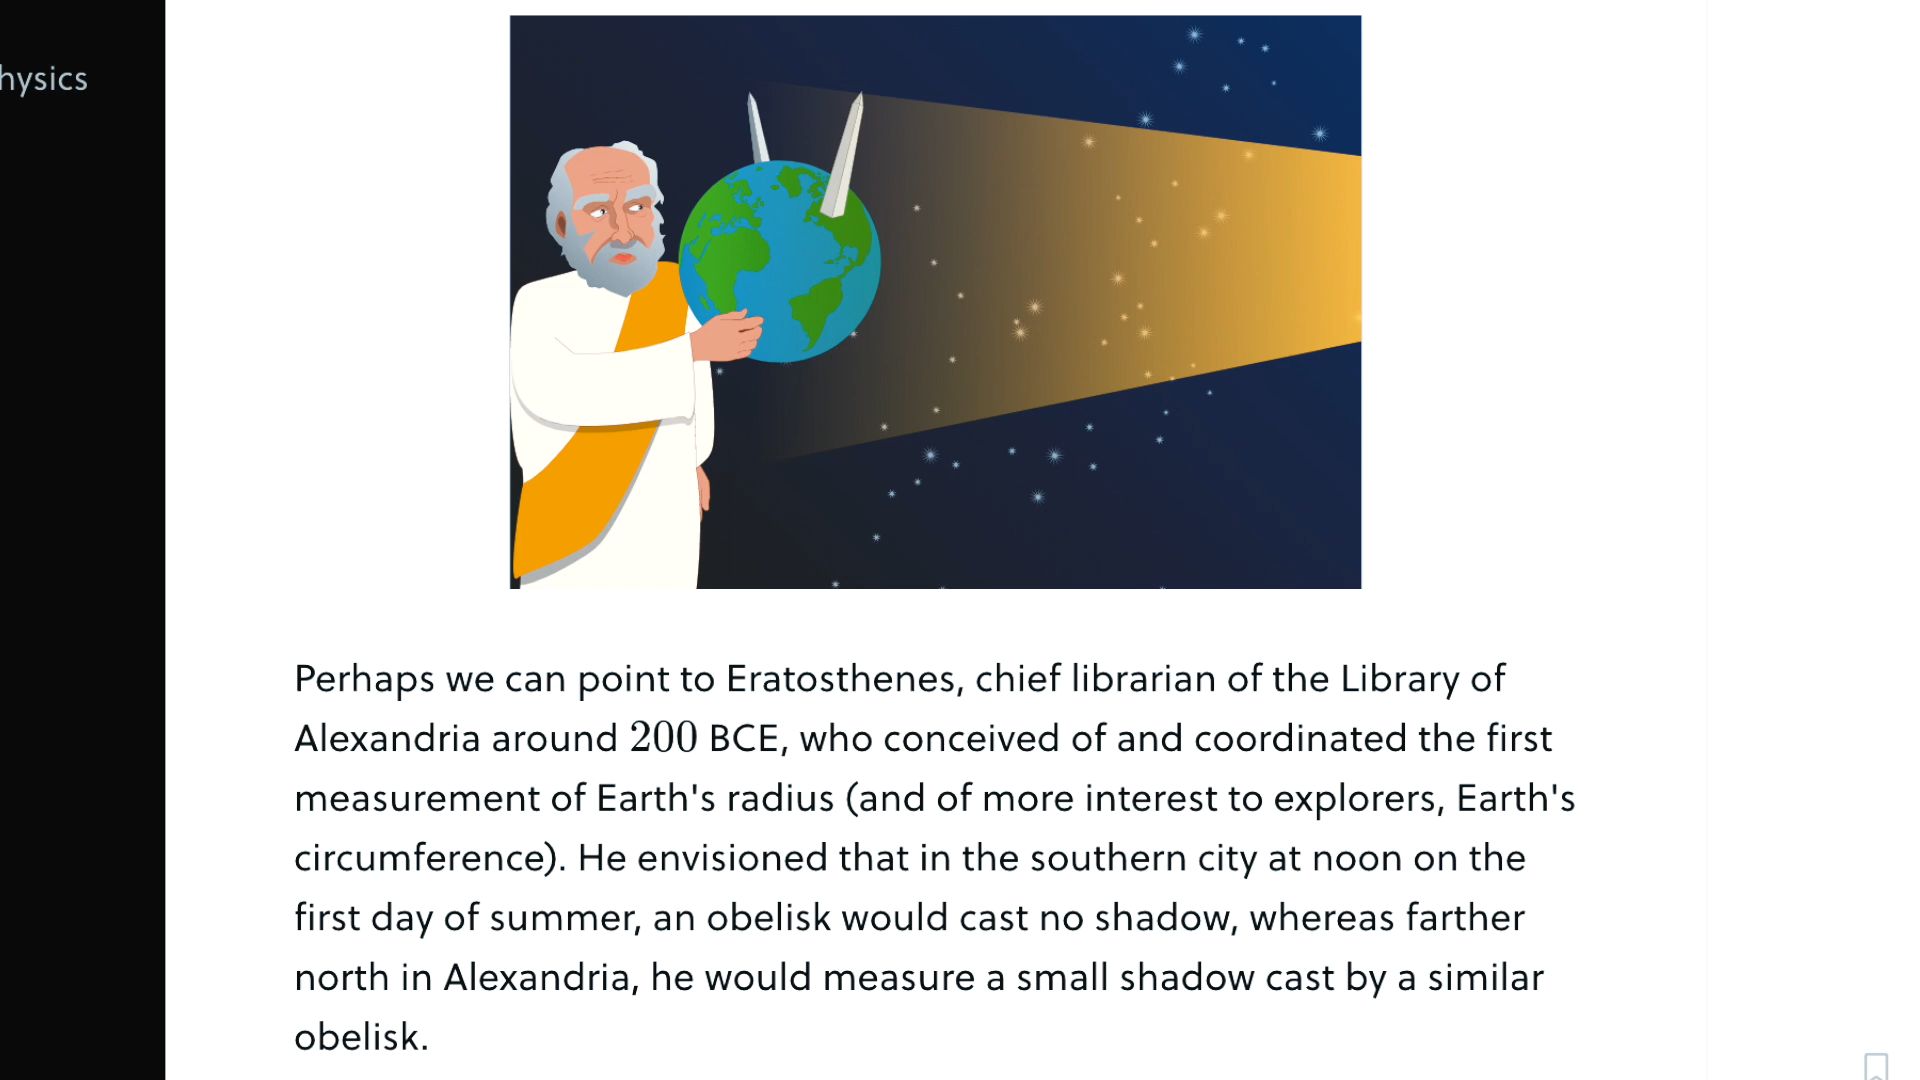 hysics
Perhaps we can point to Eratosthenes, chief librarian of the Library of
Alexandria around 200 BCE, who conceived of and coordinated the first
measurement of Earth's radius (and of more interest to explorers, Earth's
circumference). He envisioned that in the southern city at noon on the
first day of summer, an obelisk would cast no shadow, whereas farther
north in Alexandria, he would measure a small shadow cast by a similar
obelisk.